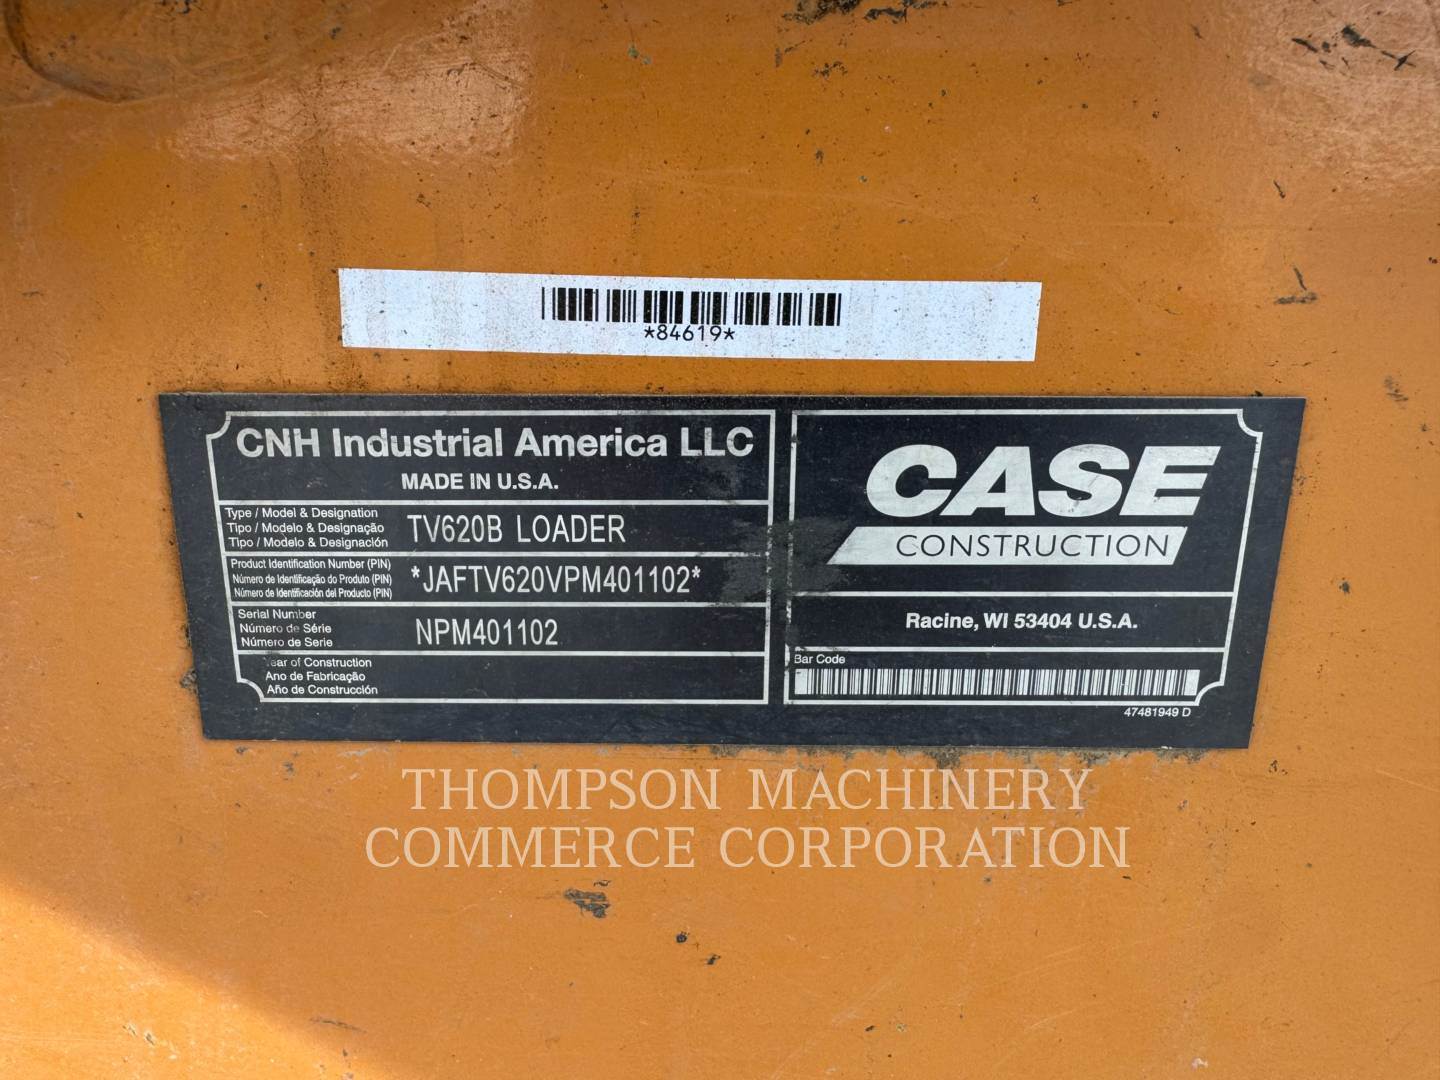 *84619*
CNH Industrial America LLC
MADE IN U.S.A.
Type / Model & Designation
Tipo / Modelo & Designação
Tipo / Modelo & Designación
TV620B LOADER
Product Identification Number (PIN)
Número de Identificação do Produto (PIN)
Número de Identificación del Producto (PIN)
*JAFTV620VPM401102*
Serial Number
Número de Série
Número de Serie
NPM401102
of Construction
Ano de Fabricação
Año de Construcción
CASE
CONSTRUCTION
Racine, WI 53404 U.S.A.
Bar Code
47481949 D
THOMPSON MACHINERY
COMMERCE CORPORATION